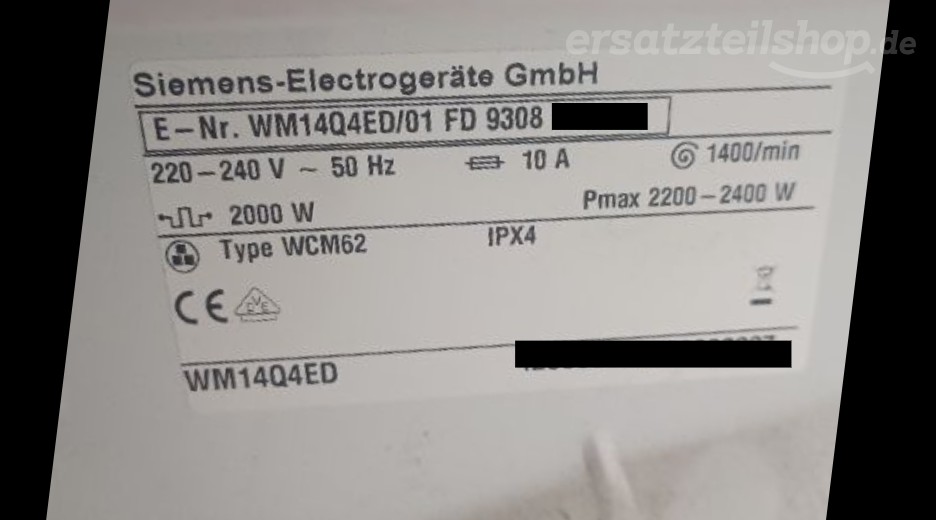 ersatzteilshop.de
Siemens-Electrogeräte GmbH
E-Nr. WM14Q4ED/01 FD 9308
220-240 V ~ 50 Hz 10 A 1400/min
2000 W Pmax 2200-2400 W
Type WCM62 IPX4
CE DVE
WM14Q4ED